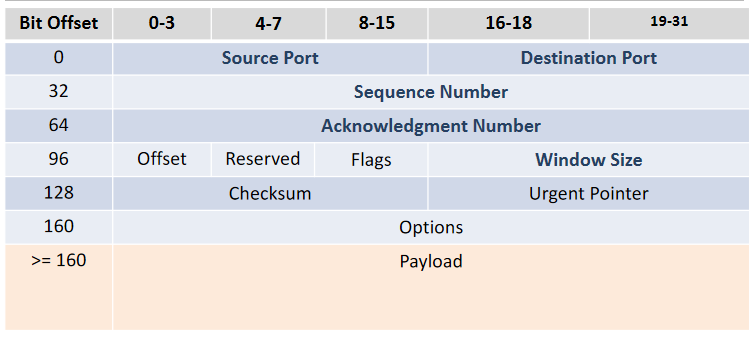 Bit Offset 0-3 4-7 8-15 16-18 19-31
0 Source Port Destination Port
32 Sequence Number
64 Acknowledgment Number
96 Offset Reserved Flags Window Size
128 Checksum Urgent Pointer
160 Options
>= 160 Payload